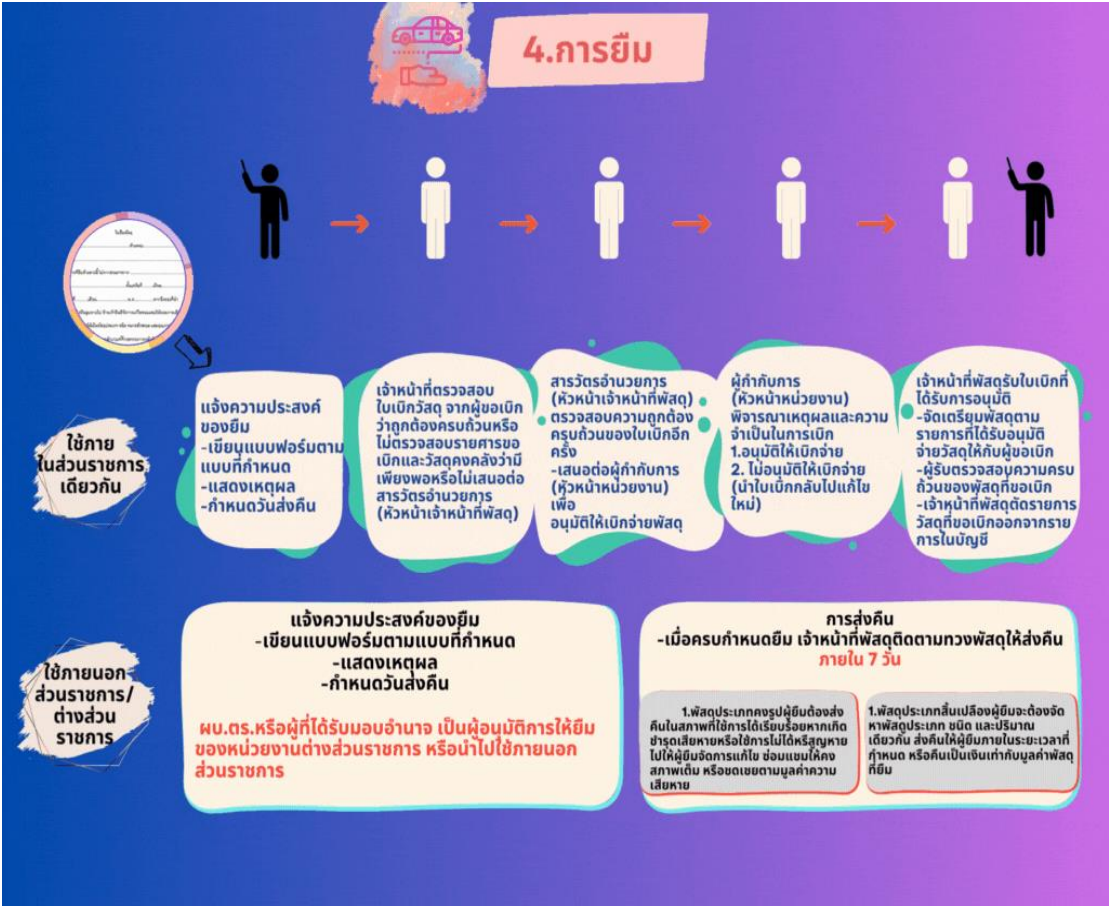 4.การยืม
ใช้ภาย
ในส่วนราชการ
เดียวกัน
แจ้งความประสงค์
ของยืม
-เขียนแบบฟอร์มตาม
แบบที่กำหนด
-แสดงเหตุผล
-กำหนดวันส่งคืน
เจ้าหน้าที่ตรวจสอบ
ใบเบิกวัสดุ จากผู้ขอเบิก
ว่าถูกต้องครบถ้วนหรือ
ไม่ตรวจสอบรายศารขอ
เบิกและวัสดุคงคลังว่ามี
เพียงพอหรือไม่เสนอต่อ
สารวัตรอำนวยการ
(หัวหน้าเจ้าหน้าที่พัสดุ)
สารวัตรอำนวยการ
(หัวหน้าเจ้าหน้าที่พัสดุ)
ตรวจสอบความถูกต้อง
ครบถ้วนของใบเบิกอีก
ครั้ง
-เสนอต่อผู้กำกับการ
(หัวหน้าหน่วยงาน)
เพื่อ
อนุมัติให้เบิกจ่ายพัสดุ
ผู้กำกับการ
(หัวหน้าหน่วยงาน)
พิจารณาเหตุผลและความ
จำเป็นในการเบิก
1.อนุมัติให้เบิกจ่าย
2. ไม่อนุมัติให้เบิกจ่าย
(นำใบเบิกกลับไปแก้ไข
ใหม่)
เจ้าหน้าที่พัสดุรับใบเบิกที่
ได้รับการอนุมัติ
-จัดเตรียมพัสดุตาม
รายการที่ได้รับอนุมัติ
จ่ายวัสดุให้กับผู้ขอเบิก
-ผู้รับตรวจสอบความครบ
ถ้วนของพัสดุที่ขอเบิก
-เจ้าหน้าที่พัสดุตัดรายการ
วัสดุที่ขอเบิกออกจากราย
การในบัญชี
ใช้ภายนอก
ส่วนราชการ/
ต่างส่วน
ราชการ
แจ้งความประสงค์ของยืม
-เขียนแบบฟอร์มตามแบบที่กำหนด
-แสดงเหตุผล
-กำหนดวันส่งคืน
ผบ.ตร.หรือผู้ที่ได้รับมอบอำนาจ เป็นผู้อนุมัติการให้ยืม
ของหน่วยงานต่างส่วนราชการ หรือนำไปใช้ภายนอก
ส่วนราชการ
การส่งคืน
-เมื่อครบกำหนดยืม เจ้าหน้าที่พัสดุติดตามทวงพัสดุให้ส่งคืน
ภายใน 7 วัน
1.พัสดุประเภทคงรูปผู้ยืมต้องส่ง
คืนในสภาพที่ใช้การได้เรียบร้อยหากเกิด
ชำรุดเสียหายหรือใช้การไม่ได้หรือสูญหาย
ไปให้ผู้ยืมจัดการแก้ไข ซ่อมแซมให้คง
สภาพเดิม หรือชดเชยตามมูลค่าความ
เสียหาย
1.พัสดุประเภทสิ้นเปลืองผู้ยืมจะต้องจัด
หาพัสดุประเภท ชนิด และปริมาณ
เดียวกัน ส่งคืนให้ผู้ยืมภายในระยะเวลาที่
กำหนด หรือคืนเป็นเงินเท่ากับมูลค่าพัสดุ
ที่ยืม